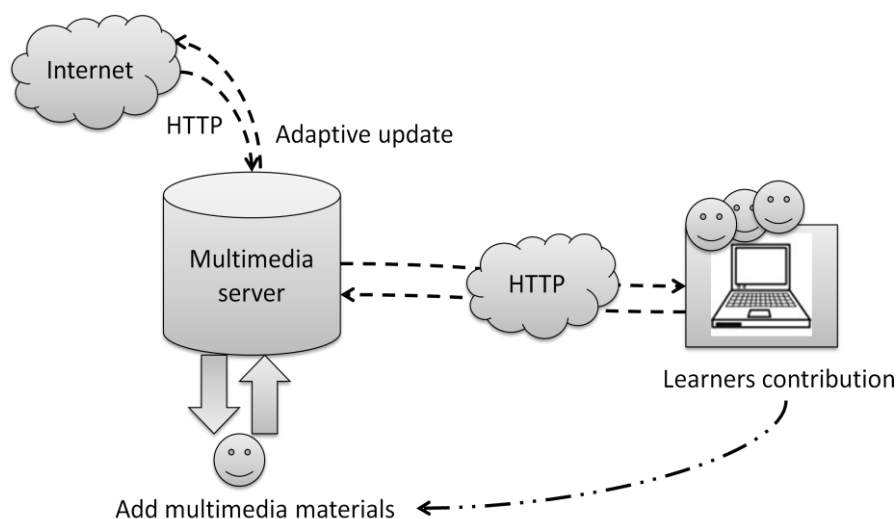 Internet
HTTP
Adaptive update
Multimedia
server
HTTP
Learners contribution
Add multimedia materials